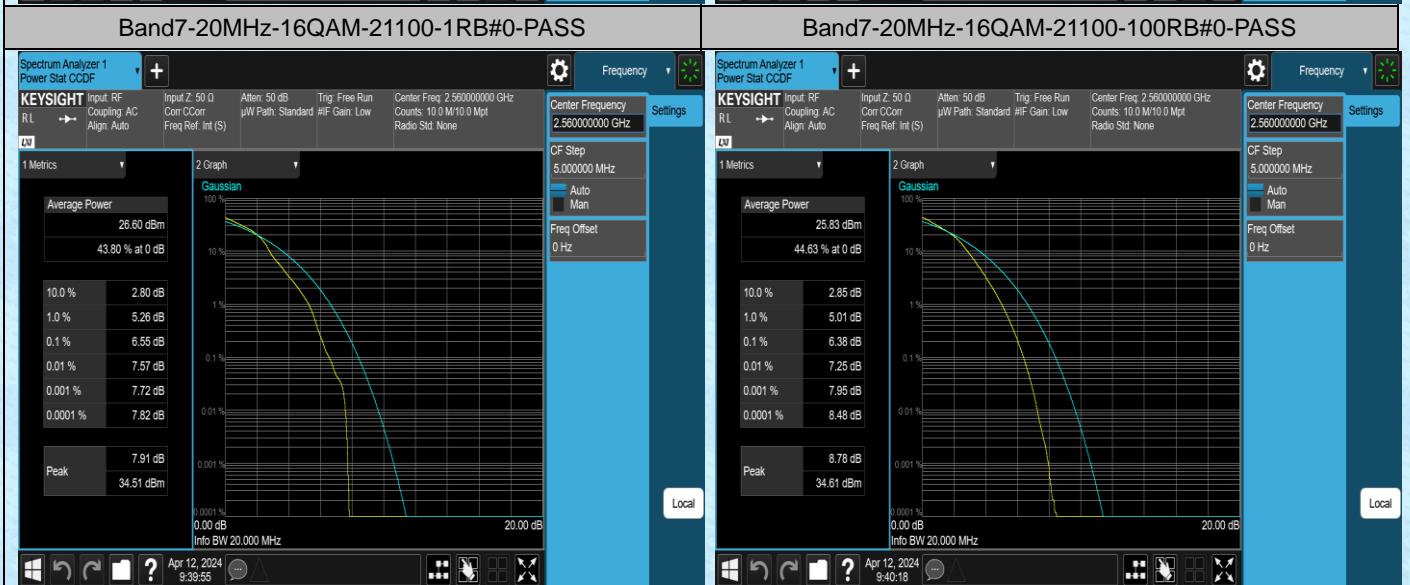 Band7-20MHz-16QAM-21100-1RB#0-PASS
Band7-20MHz-16QAM-21100-100RB#0-PASS
Spectrum Analyzer 1
Power Stat CCDF
Frequency
KEYSIGHT
RL
LXI
Input: RF
Coupling: AC
Align: Auto
Input Z: 50 Ω
Corr CCorr
Freq Ref: Int (S)
Atten: 50 dB
µW Path: Standard
Trig: Free Run
#IF Gain: Low
Center Freq: 2.560000000 GHz
Counts: 10.0 M/10.0 Mpt
Radio Std: None
Center Frequency
2.560000000 GHz
Settings
CF Step
5.000000 MHz
Auto
Man
Freq Offset
0 Hz
1 Metrics
2 Graph
Gaussian
Average Power
26.60 dBm
43.80 % at 0 dB
10.0 % 2.80 dB
1.0 % 5.26 dB
0.1 % 6.55 dB
0.01 % 7.57 dB
0.001 % 7.72 dB
0.0001 % 7.82 dB
Peak
7.91 dB
34.51 dBm
100 %
10 %
1 %
0.1 %
0.01 %
0.001 %
0.0001 %
0.00 dB
20.00 dB
Info BW 20.000 MHz
Local
Apr 12, 2024
9:39:55
Spectrum Analyzer 1
Power Stat CCDF
Frequency
KEYSIGHT
RL
LXI
Input: RF
Coupling: AC
Align: Auto
Input Z: 50 Ω
Corr CCorr
Freq Ref: Int (S)
Atten: 50 dB
µW Path: Standard
Trig: Free Run
#IF Gain: Low
Center Freq: 2.560000000 GHz
Counts: 10.0 M/10.0 Mpt
Radio Std: None
Center Frequency
2.560000000 GHz
Settings
CF Step
5.000000 MHz
Auto
Man
Freq Offset
0 Hz
1 Metrics
2 Graph
Gaussian
Average Power
25.83 dBm
44.63 % at 0 dB
10.0 % 2.85 dB
1.0 % 5.01 dB
0.1 % 6.38 dB
0.01 % 7.25 dB
0.001 % 7.95 dB
0.0001 % 8.48 dB
Peak
8.78 dB
34.61 dBm
100 %
10 %
1 %
0.1 %
0.01 %
0.001 %
0.0001 %
0.00 dB
20.00 dB
Info BW 20.000 MHz
Local
Apr 12, 2024
9:40:18